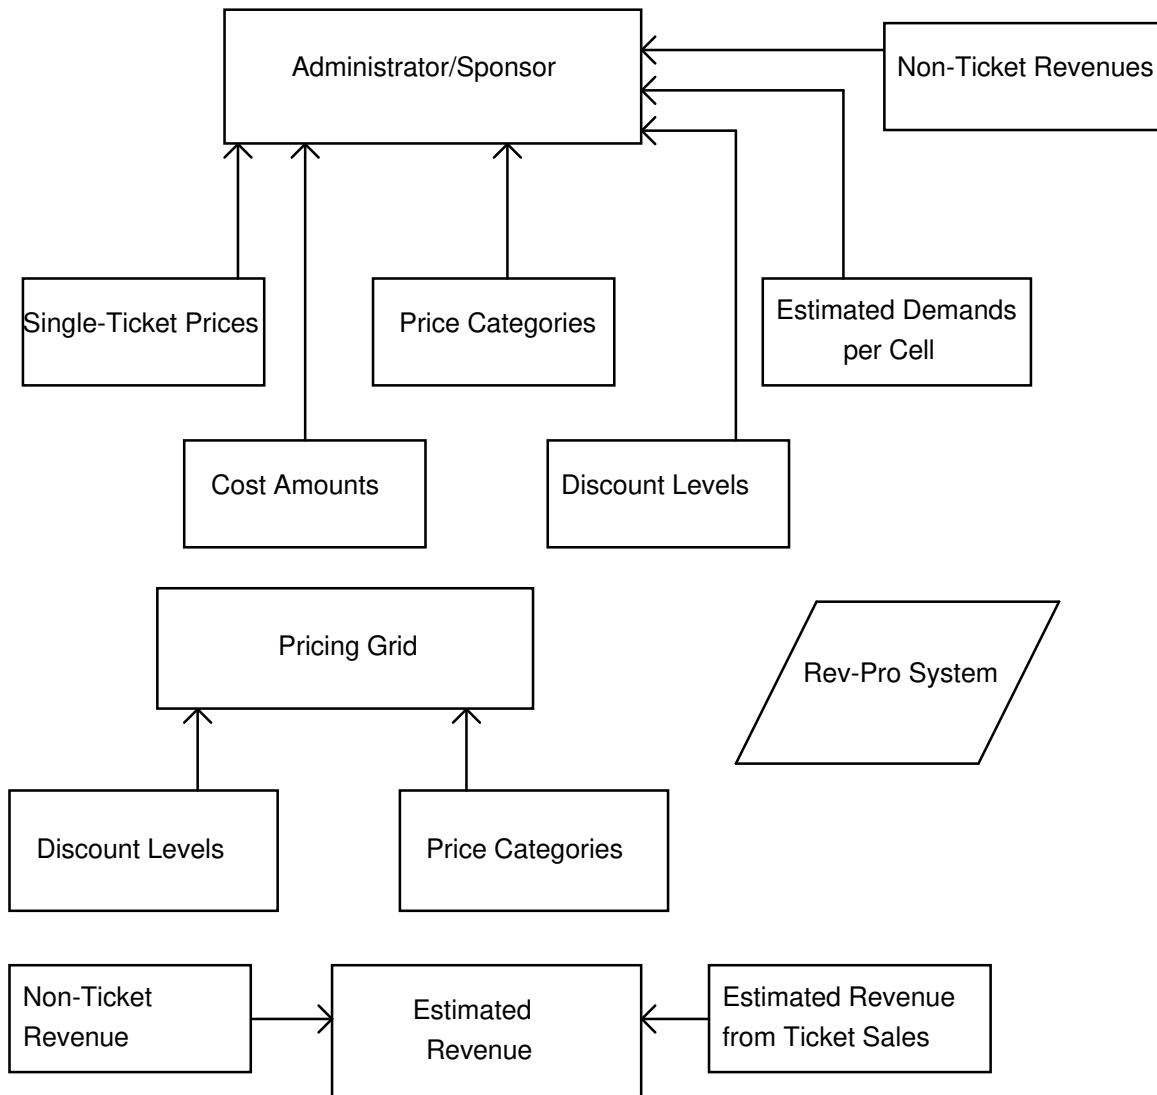 Administrator/Sponsor
Non-Ticket Revenues
Single-Ticket Prices
Price Categories
Estimated Demands
per Cell
Cost Amounts
Discount Levels
Pricing Grid
Rev-Pro System
Discount Levels
Price Categories
Non-Ticket
Revenue
Estimated
Revenue
Estimated Revenue
from Ticket Sales